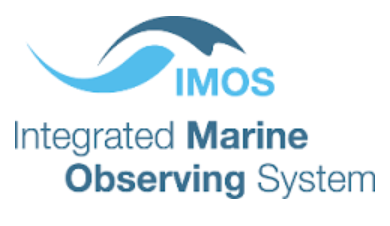 IMOS
Integrated Marine
Observing System